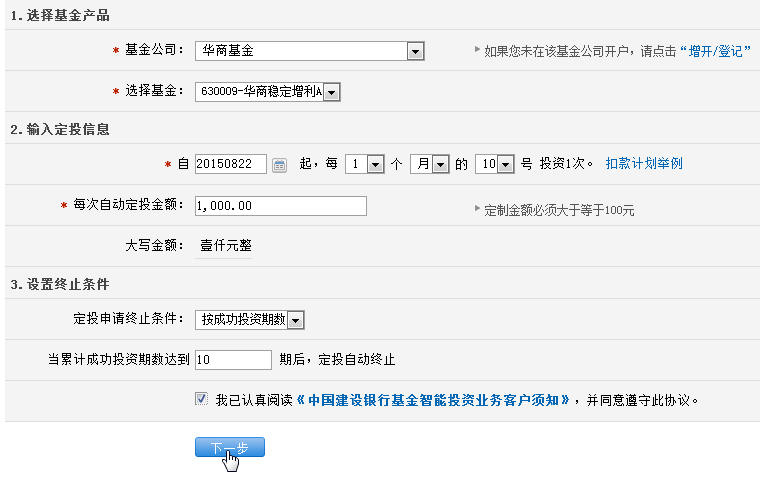 1. 选择基金产品
* 基金公司： 华商基金 如果您未在该基金公司开户，请点击“增开/登记”
* 选择基金： 630009-华商稳定增利A
2. 输入定投信息
* 自 20150822 起，每 1 个 月 的 10 号 投资1次。 扣款计划举例
* 每次自动定投金额： 1,000.00 定制金额必须大于等于100元
大写金额： 壹仟元整
3. 设置终止条件
定投申请终止条件： 按成功投资期数
当累计成功投资期数达到 10 期后，定投自动终止
我已认真阅读《中国建设银行基金智能投资业务客户须知》，并同意遵守此协议。
下一步